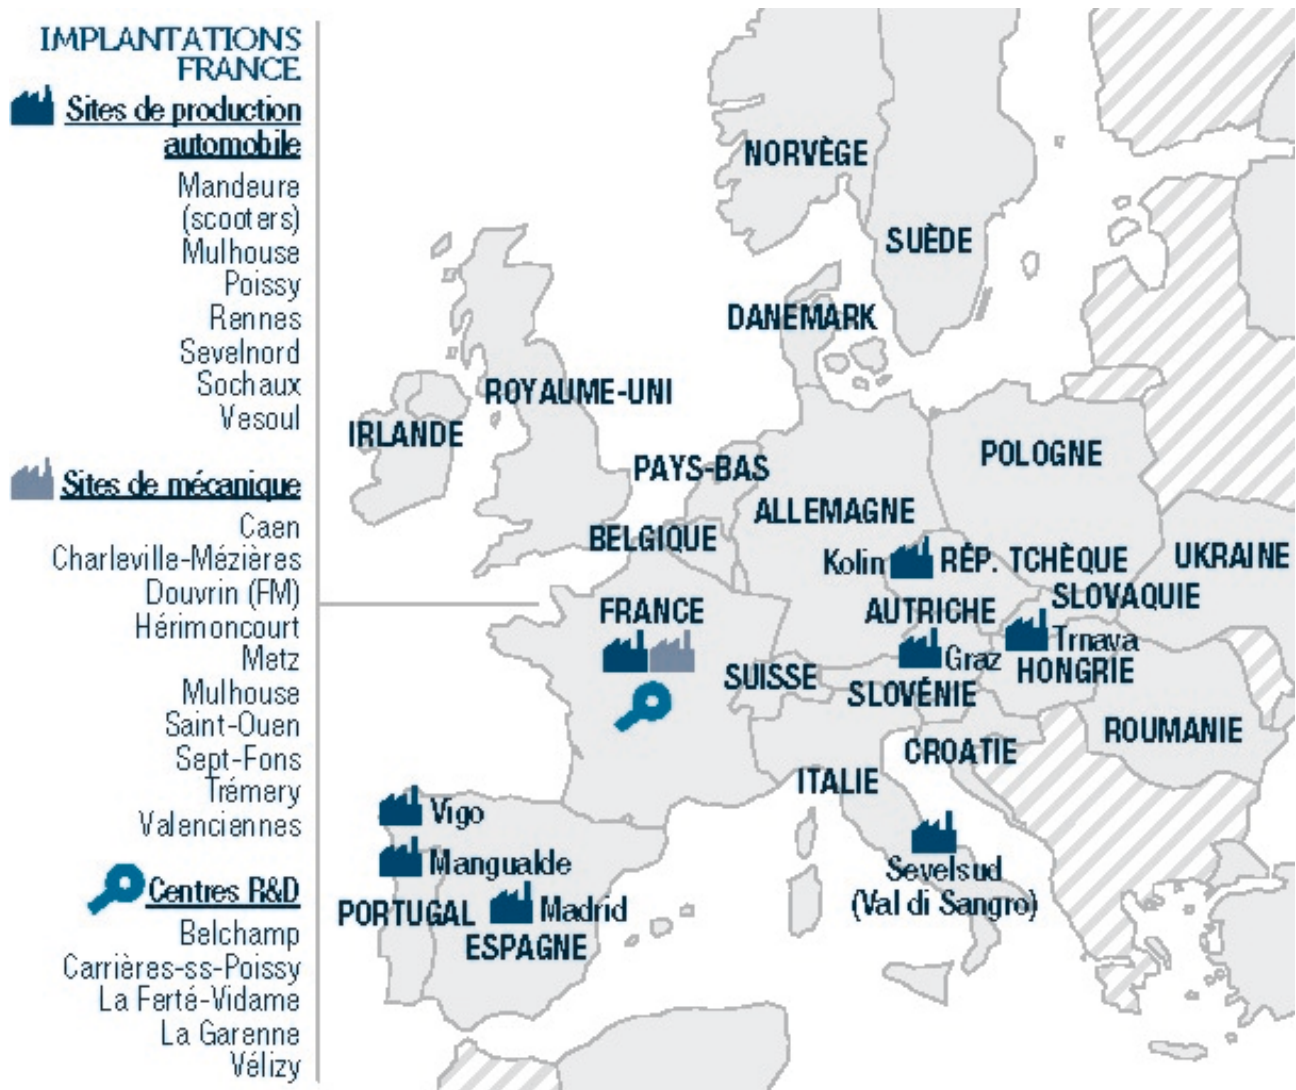 IMPLANTATIONS
FRANCE
Sites de production
automobile
Mandeure
(scooters)
Mulhouse
Poissy
Rennes
Sevelnord
Sochaux
Vesoul
Sites de mécanique
Caen
Charleville-Mézières
Douvrin (FM)
Hérimoncourt
Metz
Mulhouse
Saint-Ouen
Sept-Fons
Trémery
Valenciennes
Centres R&D
Belchamp
Carrières-ss-Poissy
La Ferté-Vidame
La Garenne
Vélizy
NORVÈGE
SUÈDE
DANEMARK
ROYAUME-UNI
IRLANDE
PAYS-BAS
POLOGNE
ALLEMAGNE
BELGIQUE
Kolin
RÉP. TCHÈQUE
UKRAINE
SLOVAQUIE
FRANCE
AUTRICHE
Trnava
Graz
HONGRIE
SUISSE
SLOVÉNIE
ROUMANIE
CROATIE
ITALIE
Vigo
Mangualde
Sevelsud
(Val di Sangro)
PORTUGAL
Madrid
ESPAGNE